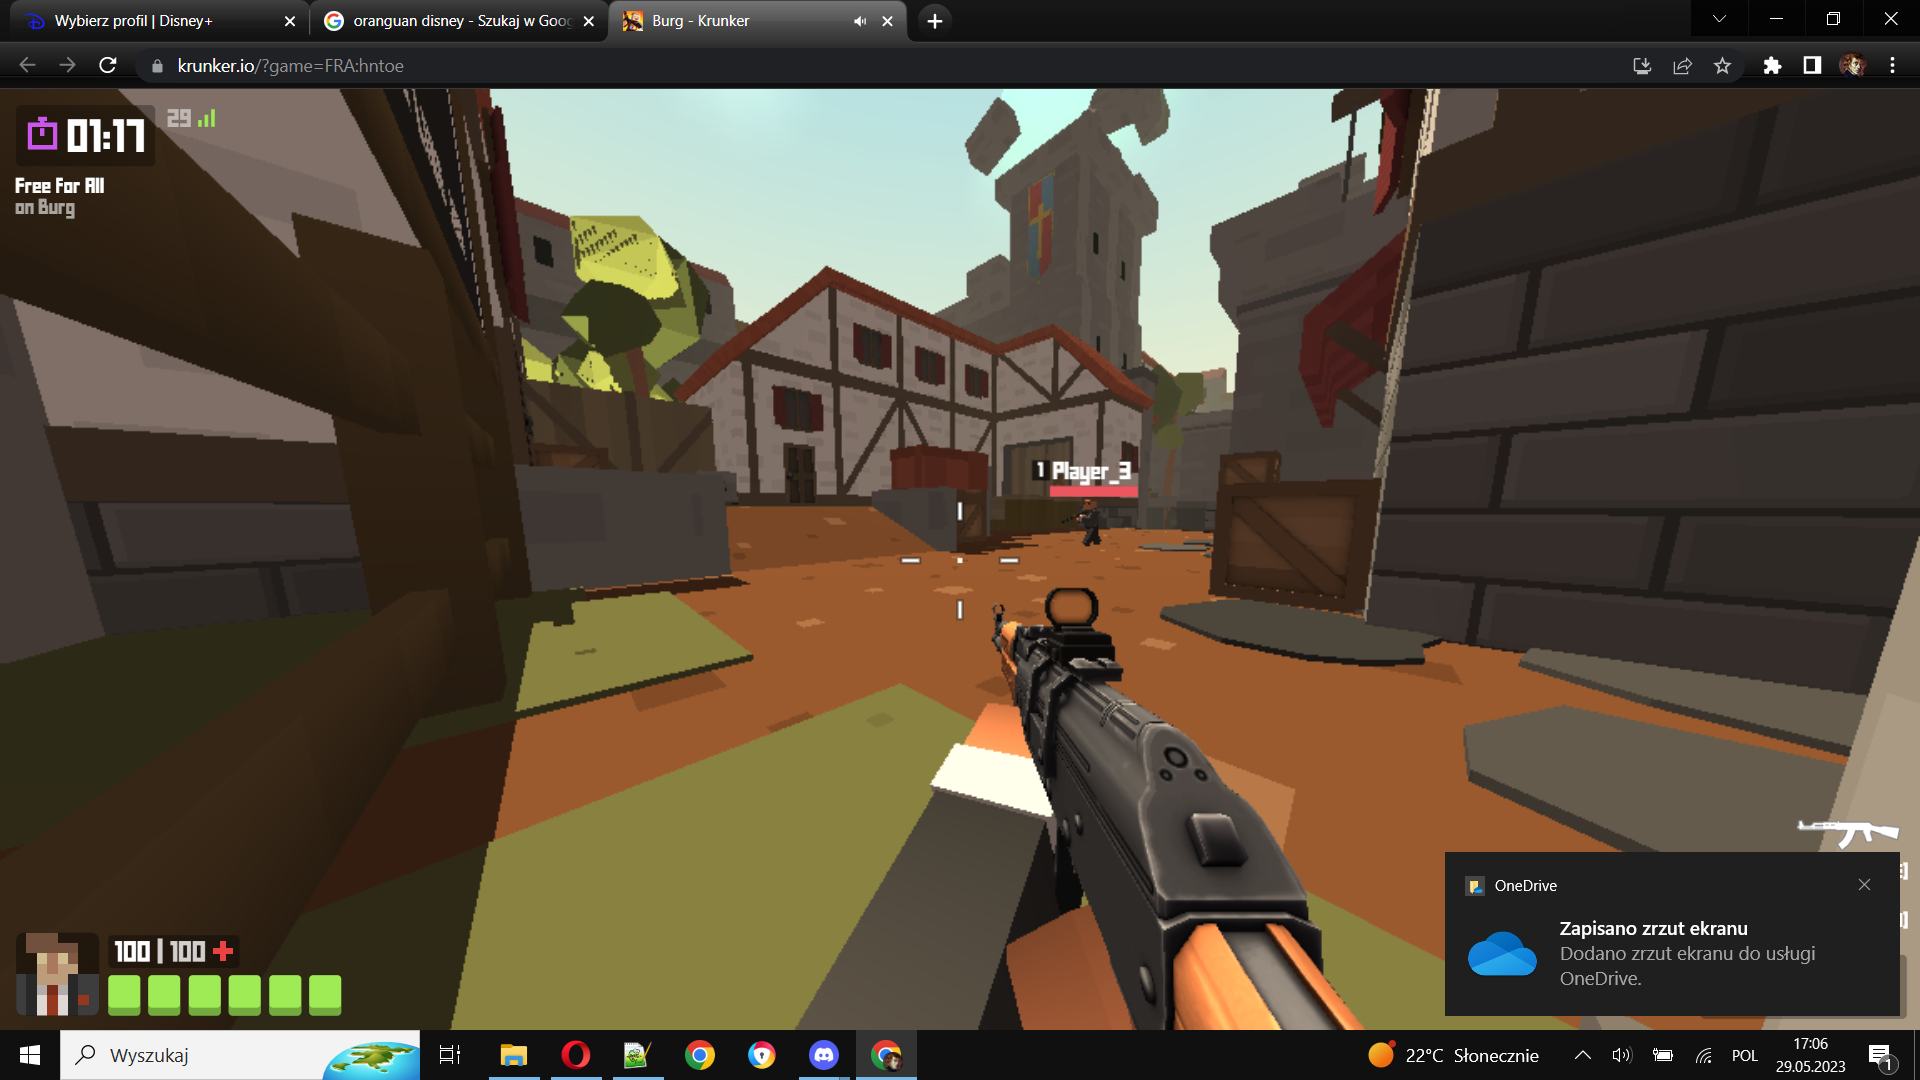 Wybierz profil | Disney+
oranguan disney - Szukaj w Goo
Burg - Krunker
krunker.io/?game=FRA:hntoe
01:17
29
Free For All
on Burg
1 Player_3
100 | 100
OneDrive
Zapisano zrzut ekranu
Dodano zrzut ekranu do usługi
OneDrive.
Wyszukaj
22°C Słonecznie
POL
17:06
29.05.2023
1